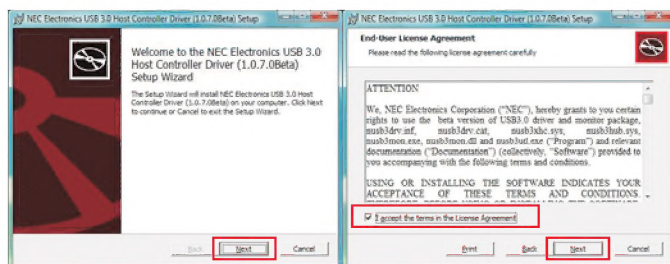 NEC Electronics USB 3.0 Host Controller Driver (1.0.7.0Beta) Setup
Welcome to the NEC Electronics USB 3.0
Host Controller Driver (1.0.7.0Beta)
Setup Wizard
The Setup Wizard will install NEC Electronics USB 3.0 Host
Controller Driver (1.0.7.0Beta) on your computer. Click Next
to continue or Cancel to exit the Setup Wizard.
Back
Next
Cancel
NEC Electronics USB 3.0 Host Controller Driver (1.0.7.0Beta) Setup
End-User License Agreement
Please read the following license agreement carefully
ATTENTION
We, NEC Electronics Corporation ("NEC"), hereby grants to you certain
rights to use the beta version of USB3.0 driver and monitor package,
nusb3drv.inf, nusb3drv.cat, nusb3xhc.sys, nusb3hub.sys,
nusb3mon.exe, nusb3mon.dll and nusb3utl.exe ("Program") and relevant
documentation ("Documentation") (collectively, "Software") provided to
you accompanying with the following terms and conditions.
USING OR INSTALLING THE SOFTWARE INDICATES YOUR
ACCEPTANCE OF THESE TERMS AND CONDITIONS.
I accept the terms in the License Agreement
Print
Back
Next
Cancel